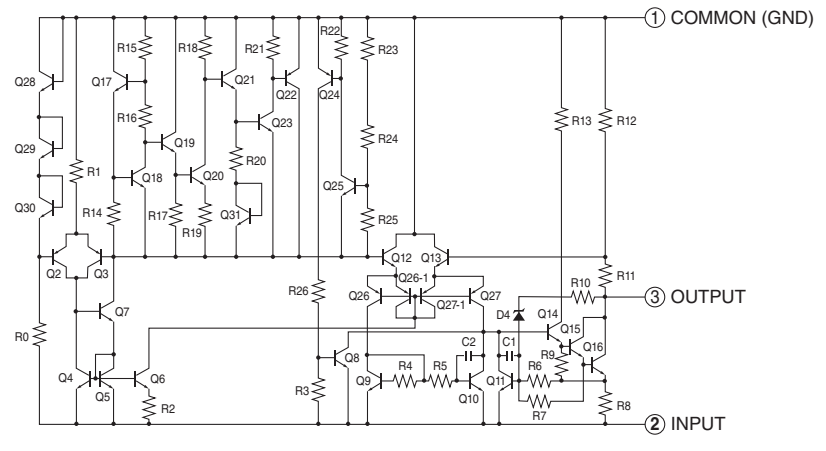 ① COMMON (GND)
R15 R18 R21 R22 R23
Q28 Q17 Q21 Q22 Q24 R13 R12
R16 Q23
Q29 Q19 R24
R1 R20
Q18 Q20 Q25
Q30 R14 R17 R19 Q31 R25
Q2 Q3 Q12 Q13
Q26-1 R11
R26 Q26 Q27-1 Q27 R10 ③ OUTPUT
Q7 D4 Q14
R0 Q15
C2 C1 Q16
Q8 R9
Q4 Q5 Q6 R3 Q9 R4 R5 Q11 R6
Q10
R2 R7 R8
② INPUT